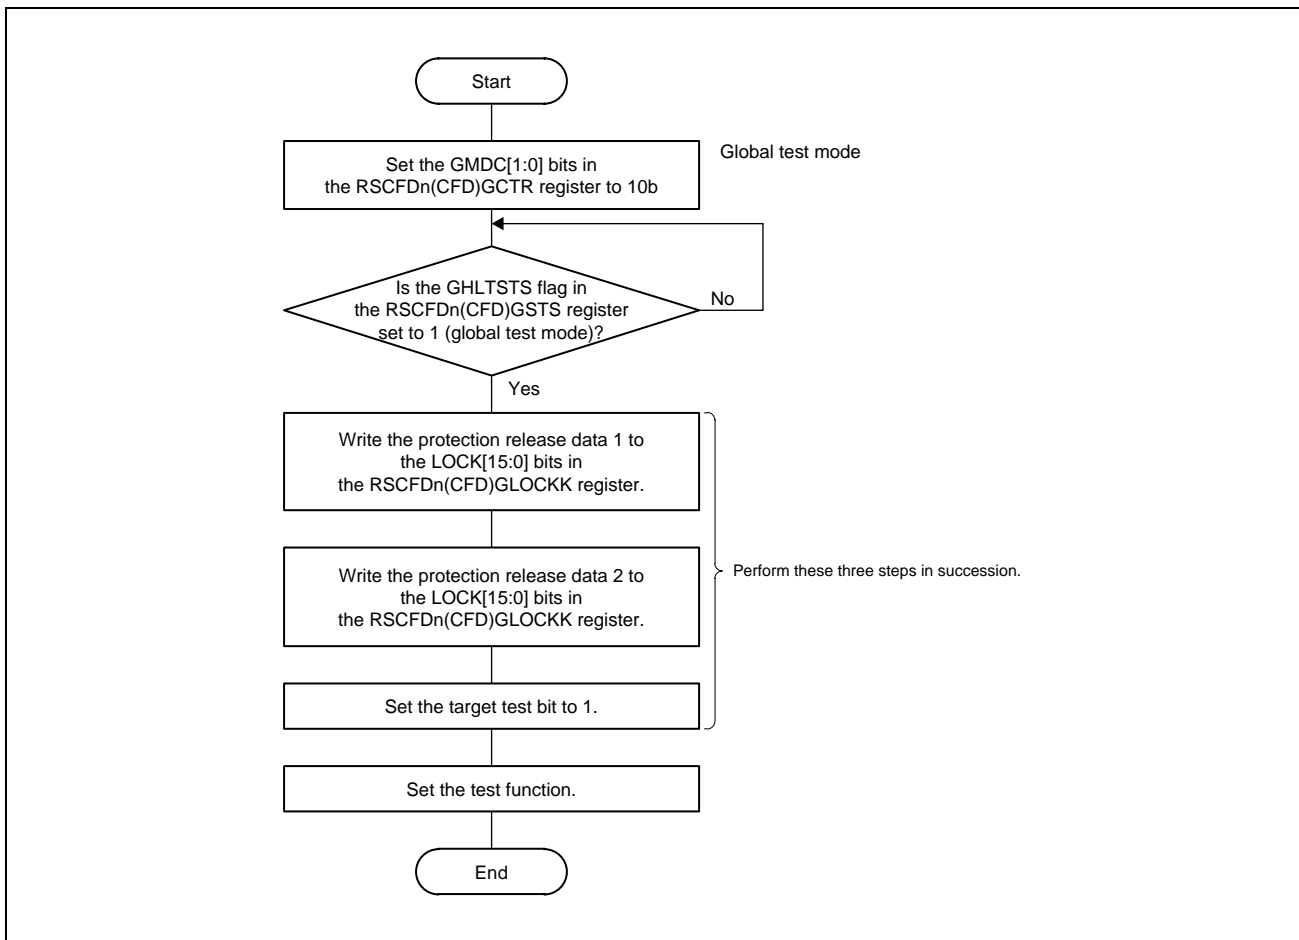 Start
Set the GMDC[1:0] bits in
the RSCFDn(CFD)GCTR register to 10b
Global test mode
Is the GHLTSTS flag in
the RSCFDn(CFD)GSTS register
set to 1 (global test mode)?
No
Yes
Write the protection release data 1 to
the LOCK[15:0] bits in
the RSCFDn(CFD)GLOCKK register.
Write the protection release data 2 to
the LOCK[15:0] bits in
the RSCFDn(CFD)GLOCKK register.
Perform these three steps in succession.
Set the target test bit to 1.
Set the test function.
End